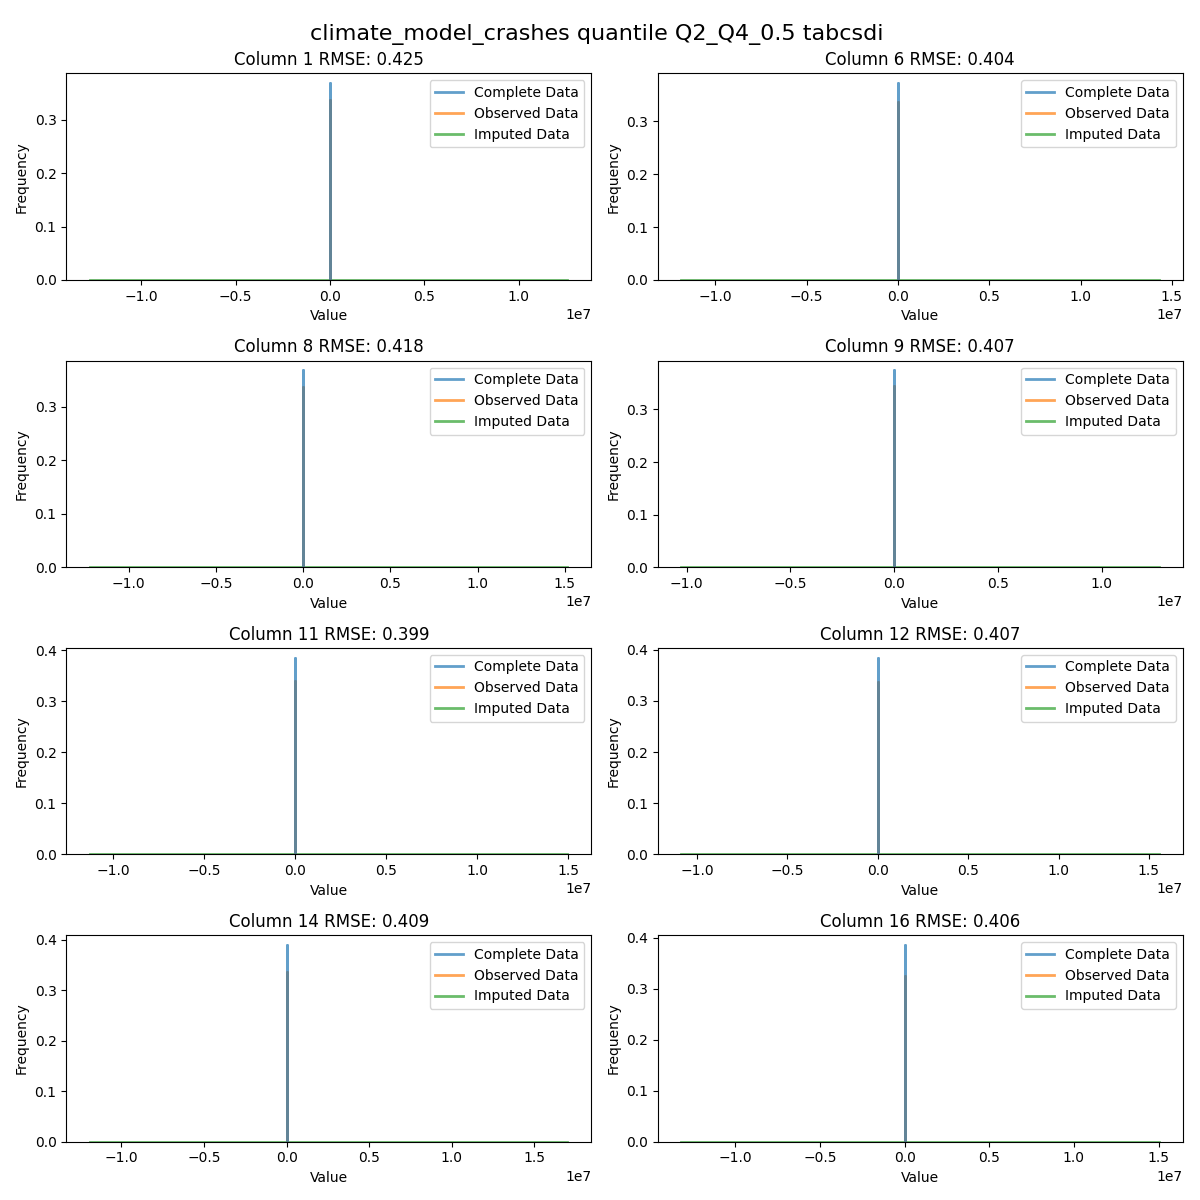 climate_model_crashes quantile Q2_Q4_0.5 tabcsdi
Column 1 RMSE: 0.425
Complete Data
Observed Data
Imputed Data
Frequency
0.3
0.2
0.1
0.0
−1.0 −0.5 0.0 0.5 1.0
Value
1e7
Column 6 RMSE: 0.404
Complete Data
Observed Data
Imputed Data
Frequency
0.3
0.2
0.1
0.0
−1.0 −0.5 0.0 0.5 1.0 1.5
Value
1e7
Column 8 RMSE: 0.418
Complete Data
Observed Data
Imputed Data
Frequency
0.3
0.2
0.1
0.0
−1.0 −0.5 0.0 0.5 1.0 1.5
Value
1e7
Column 9 RMSE: 0.407
Complete Data
Observed Data
Imputed Data
Frequency
0.3
0.2
0.1
0.0
−1.0 −0.5 0.0 0.5 1.0
Value
1e7
Column 11 RMSE: 0.399
Complete Data
Observed Data
Imputed Data
Frequency
0.4
0.3
0.2
0.1
0.0
−1.0 −0.5 0.0 0.5 1.0 1.5
Value
1e7
Column 12 RMSE: 0.407
Complete Data
Observed Data
Imputed Data
Frequency
0.4
0.3
0.2
0.1
0.0
−1.0 −0.5 0.0 0.5 1.0 1.5
Value
1e7
Column 14 RMSE: 0.409
Complete Data
Observed Data
Imputed Data
Frequency
0.4
0.3
0.2
0.1
0.0
−1.0 −0.5 0.0 0.5 1.0 1.5
Value
1e7
Column 16 RMSE: 0.406
Complete Data
Observed Data
Imputed Data
Frequency
0.4
0.3
0.2
0.1
0.0
−1.0 −0.5 0.0 0.5 1.0 1.5
Value
1e7